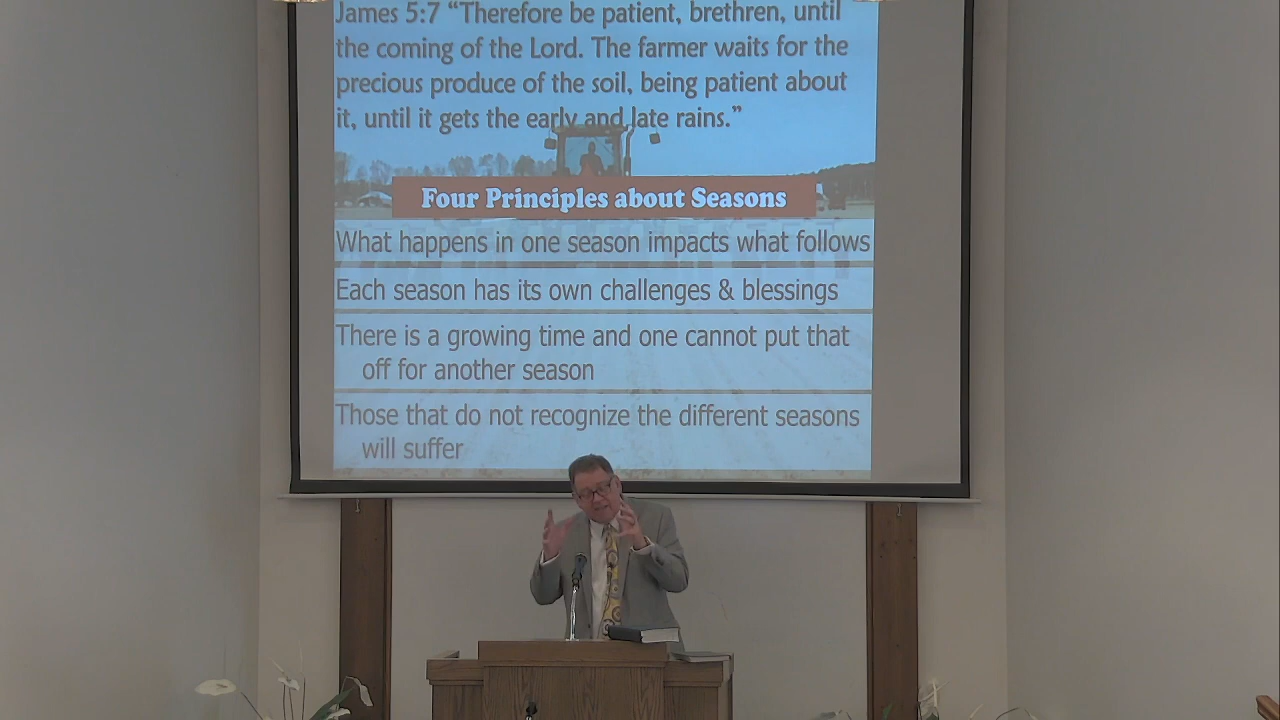 James 5:7 “Therefore be patient, brethren, until
the coming of the Lord. The farmer waits for the
precious produce of the soil, being patient about
it, until it gets the early and late rains.”
Four Principles about Seasons
What happens in one season impacts what follows
Each season has its own challenges & blessings
There is a growing time and one cannot put that
off for another season
Those that do not recognize the different seasons
will suffer